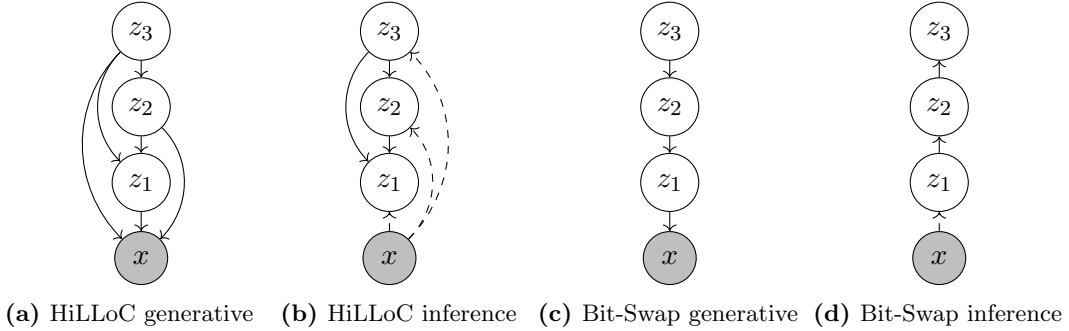 z3 z3 z3 z3
z2 z2 z2 z2
z1 z1 z1 z1
x x x x
(a) HiLLoC generative (b) HiLLoC inference (c) Bit-Swap generative (d) Bit-Swap inference